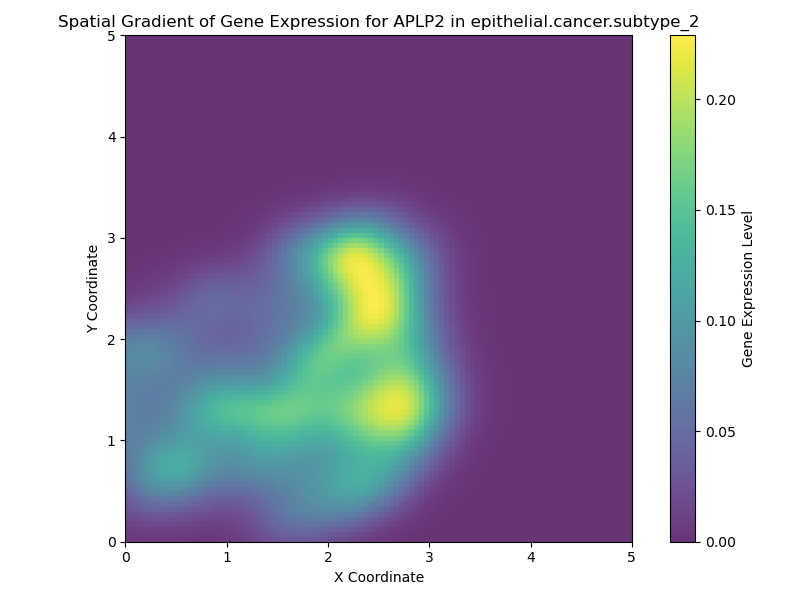 Spatial Gradient of Gene Expression for APLP2 in epithelial.cancer.subtype_2
5
4
3
2
1
0
0 1 2 3 4 5
Y Coordinate
X Coordinate
0.20
0.15
0.10
0.05
0.00
Gene Expression Level